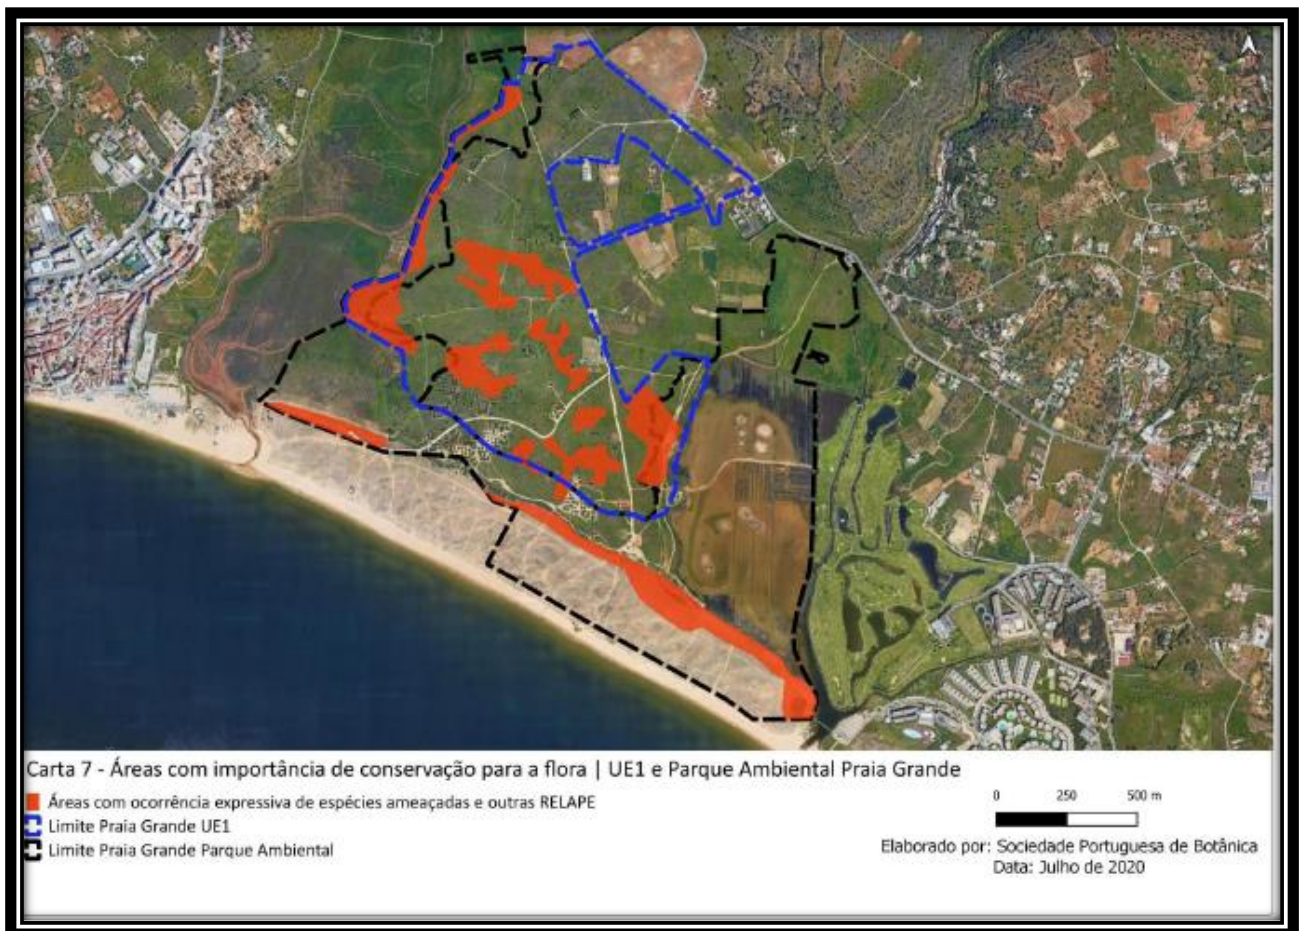 Carta 7 - Áreas com importância de conservação para a flora | UE1 e Parque Ambiental Praia Grande
Áreas com ocorrência expressiva de espécies ameaçadas e outras RELAPE
Limite Praia Grande UE1
Limite Praia Grande Parque Ambiental
0 250 500 m
Elaborado por: Sociedade Portuguesa de Botânica
Data: Julho de 2020